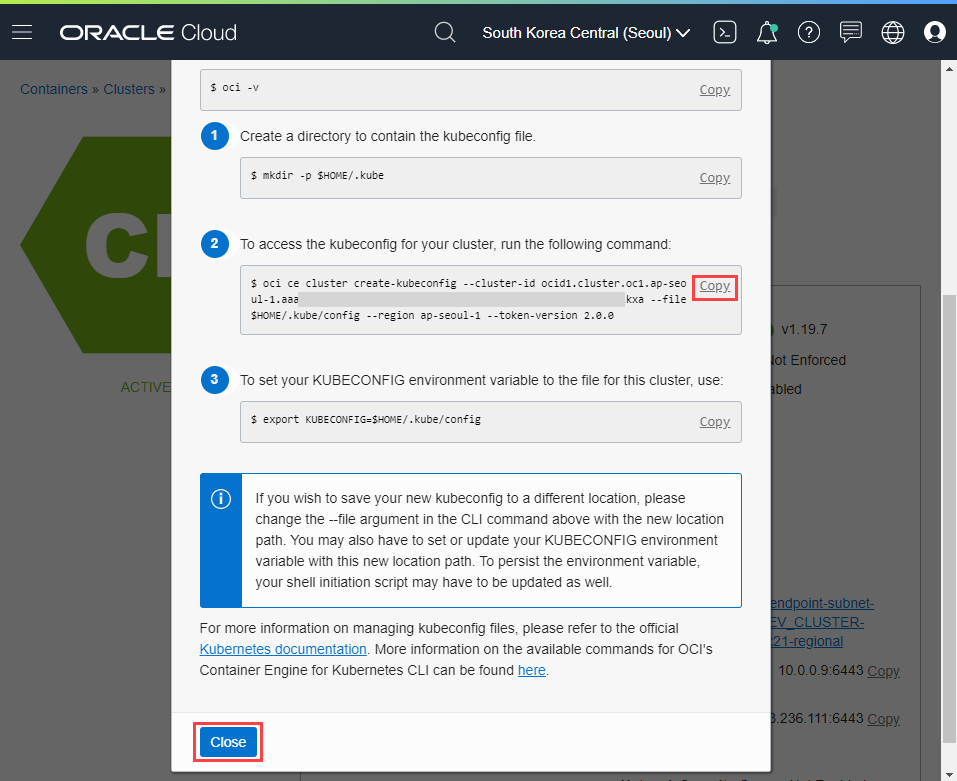 ORACLE Cloud
South Korea Central (Seoul)
Containers » Clusters »
$ oci -v
Copy
1
Create a directory to contain the kubeconfig file.
$ mkdir -p $HOME/.kube
Copy
2
To access the kubeconfig for your cluster, run the following command:
$ oci ce cluster create-kubeconfig --cluster-id ocid1.cluster.oc1.ap-seo
Copy
ul-1.aaa kxa --file
$HOME/.kube/config --region ap-seoul-1 --token-version 2.0.0
v1.19.7
Not Enforced
ACTIVE
3
To set your KUBECONFIG environment variable to the file for this cluster, use:
$ export KUBECONFIG=$HOME/.kube/config
Copy
If you wish to save your new kubeconfig to a different location, please
change the --file argument in the CLI command above with the new location
path. You may also have to set or update your KUBECONFIG environment
variable with this new location path. To persist the environment variable,
your shell initiation script may have to be updated as well.
endpoint-subnet-
EV_CLUSTER-
21-regional
For more information on managing kubeconfig files, please refer to the official
Kubernetes documentation. More information on the available commands for OCI's
Container Engine for Kubernetes CLI can be found here.
10.0.0.9:6443 Copy
.236.111:6443 Copy
Close